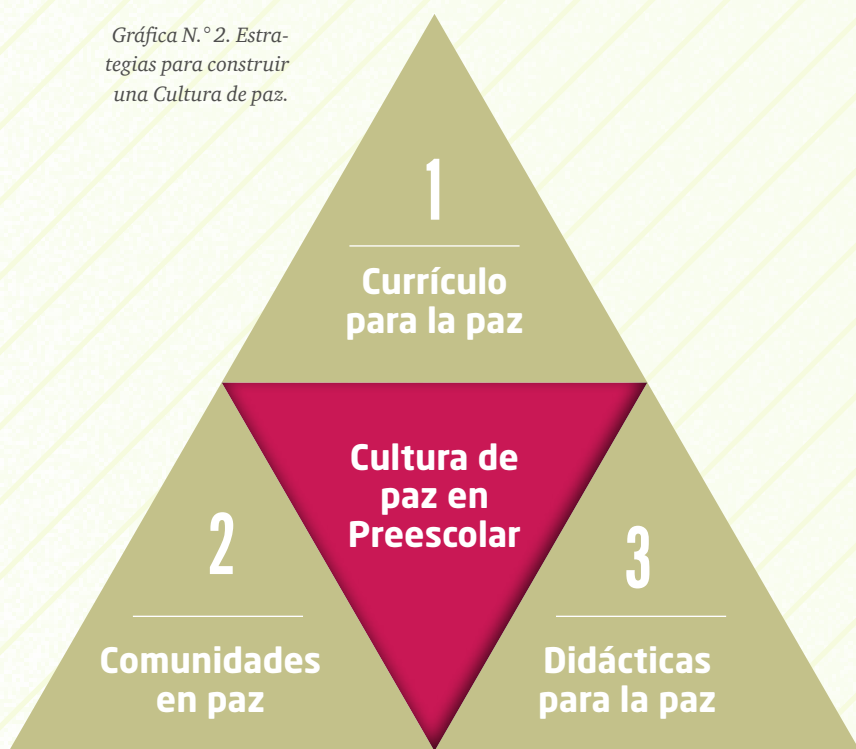 Gráfica N.° 2. Estra-
tegias para construir
una Cultura de paz.
1
Currículo
para la paz
Cultura de
paz en
Preescolar
2
Comunidades
en paz
3
Didácticas
para la paz